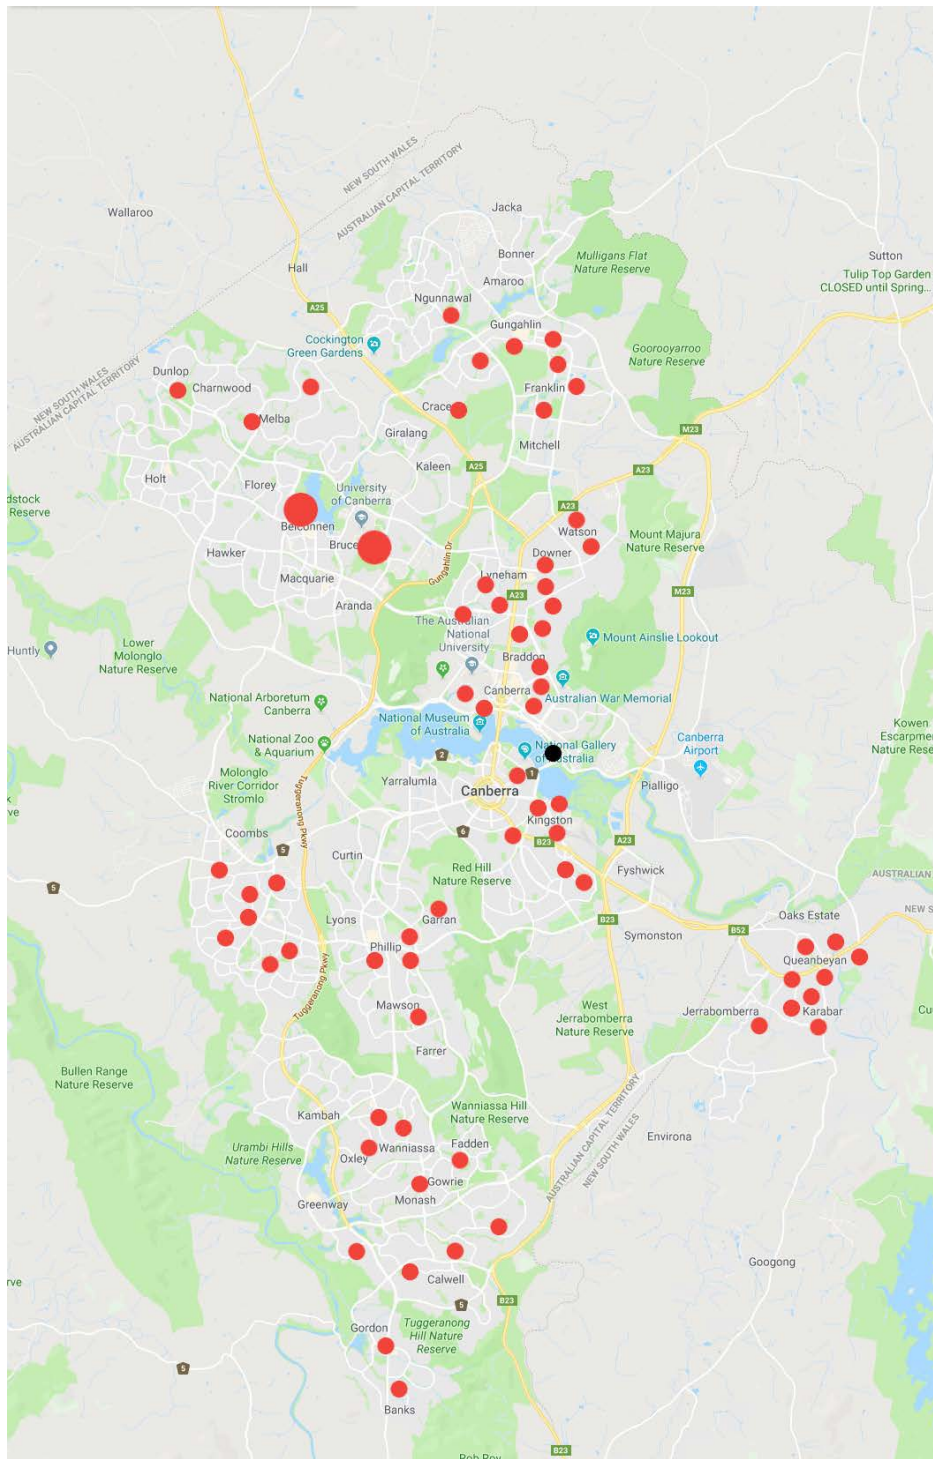 NEW SOUTH WALES
AUSTRALIAN CAPITAL TERRITORY
Jacka
Wallaroo
Bonner
Mulligans Flat
Nature Reserve
Sutton
Hall
Tulip Top Garden
CLOSED until Spring...
Amaroo
Ngunnawal
A25
Gungahlin
Cockington
Green Gardens
Goorooyarroo
Nature Reserve
Dunlop
NEW SOUTH WALES
AUSTRALIAN CAPITAL TERRITORY
Charnwood
Franklin
Crace
Melba
Giralang
M23
Mitchell
Kaleen
A25
A23
Holt
Florey
University
of Canberra
dstock
Reserve
A23
Belconnen
Watson
Mount Majura
Nature Reserve
Bruce
Hawker
Downer
Gungahlin Dr
Macquarie
Lyneham
A23
M23
Aranda
The Australian
National
University
Mount Ainslie Lookout
Huntly
Lower
Molonglo
Nature Reserve
Braddon
Canberra
National Arboretum
Canberra
Australian War Memorial
National Museum
of Australia
Kowen
Escarpme
Nature Rese
National Zoo
& Aquarium
National Gallery
of Australia
Canberra
Airport
2
1
Molonglo
River Corridor
Stromlo
Yarralumla
Pialligo
Canberra
ve
Tuggeranong Pkwy
Kingston
Coombs
6
B23
A23
5
Curtin
Red Hill
Nature Reserve
Fyshwick
AUSTRALIAN
5
Lyons
Garran
B23
Oaks Estate
NEW S
B52
Symonston
Phillip
Queanbeyan
Tuggeranong Pkwy
Mawson
West
Jerrabomberra
Nature Reserve
Jerrabomberra
Karabar
Cu
Farrer
Bullen Range
Nature Reserve
Kambah
Wanniassa Hill
Nature Reserve
AUSTRALIAN CAPITAL TERRITORY
NEW SOUTH WALES
Environa
Urambi Hills
Nature Reserve
Oxley
Wanniassa
Fadden
Gowrie
Monash
Greenway
Googong
rve
Calwell
B23
5
Gordon
Tuggeranong
Hill Nature
Reserve
5
Banks
B23
Rob Roy